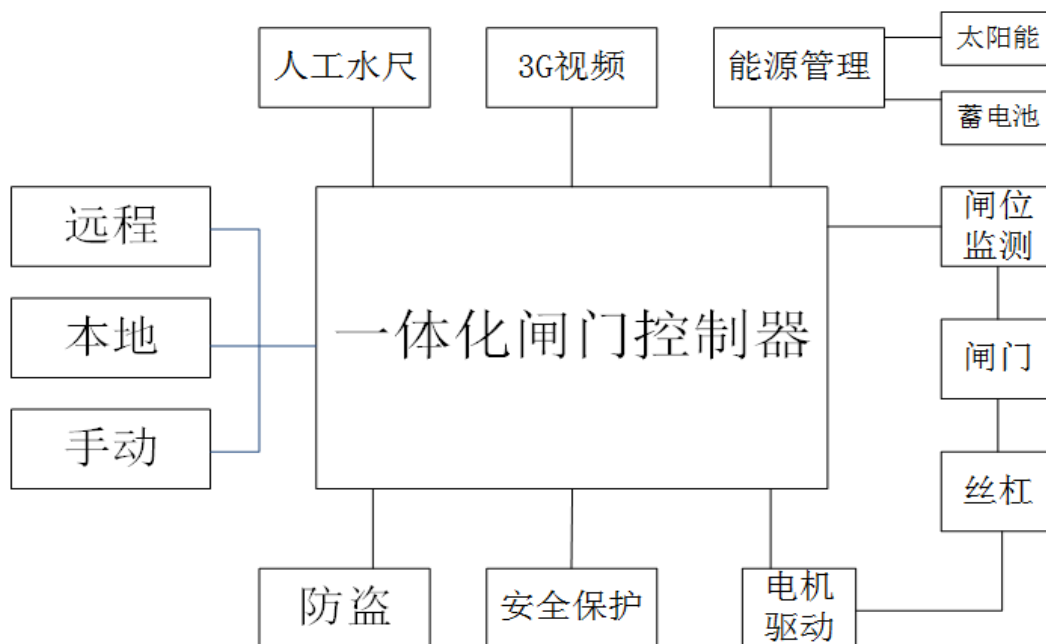 人工水尺
3G视频
能源管理
太阳能
蓄电池
远程
本地
手动
一体化闸门控制器
闸位
监测
闸门
丝杠
防盗
安全保护
电机
驱动